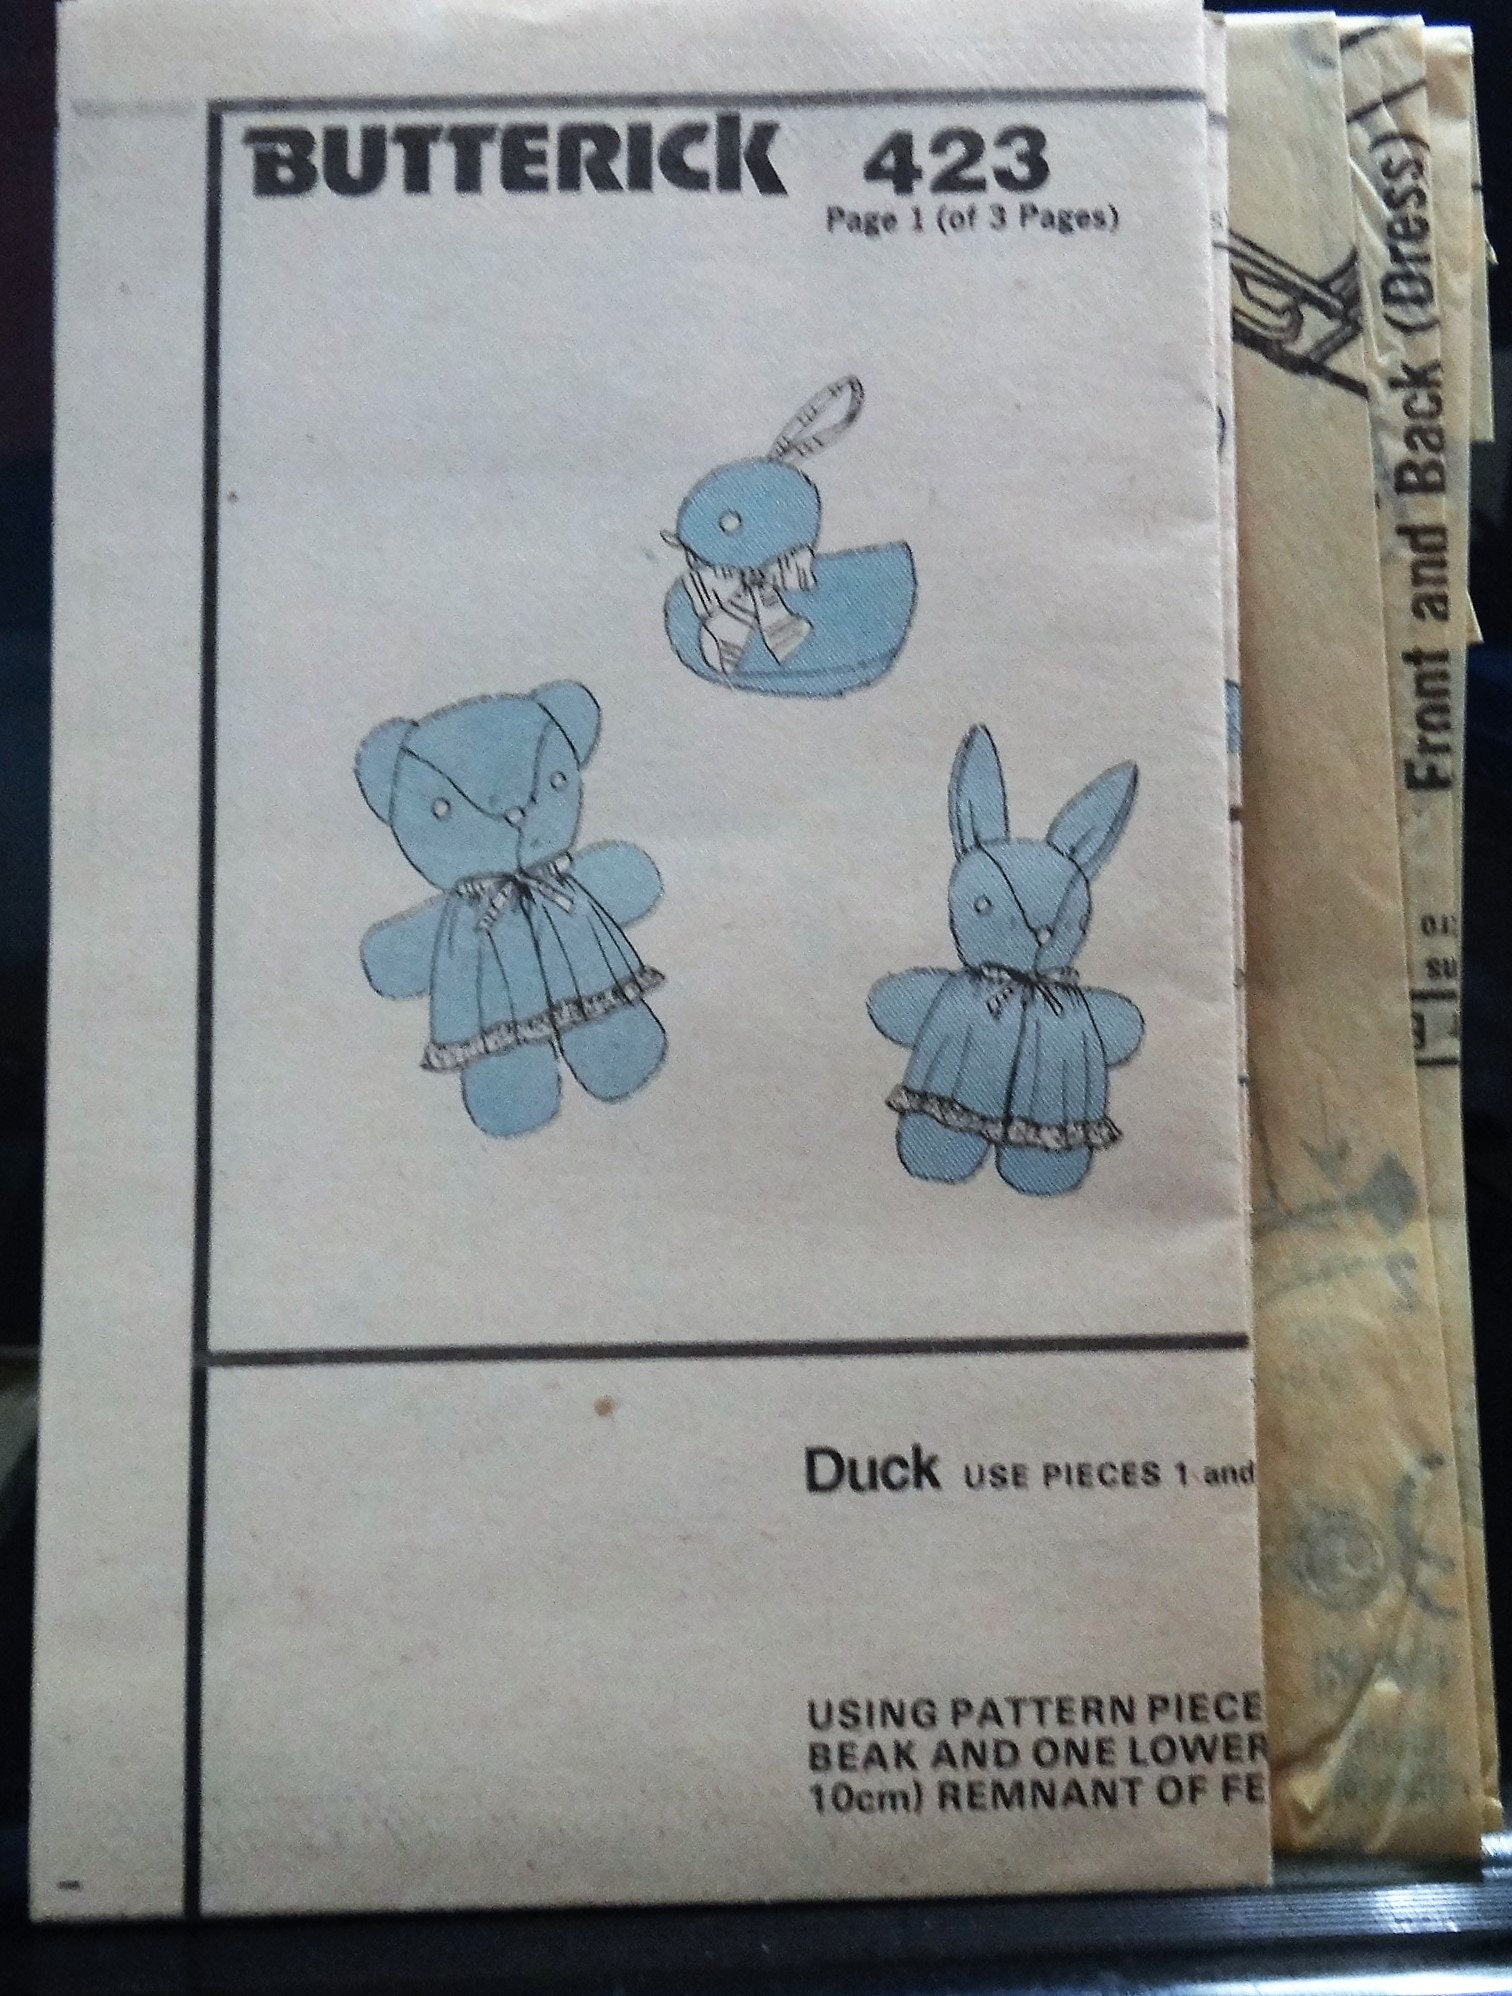 BUTTERICK 423
Page 1 (of 3 Pages)
Duck USE PIECES 1 and
USING PATTERN PIECE
BEAK AND ONE LOWER
10cm) REMNANT OF FE
Front and Back (Dress)